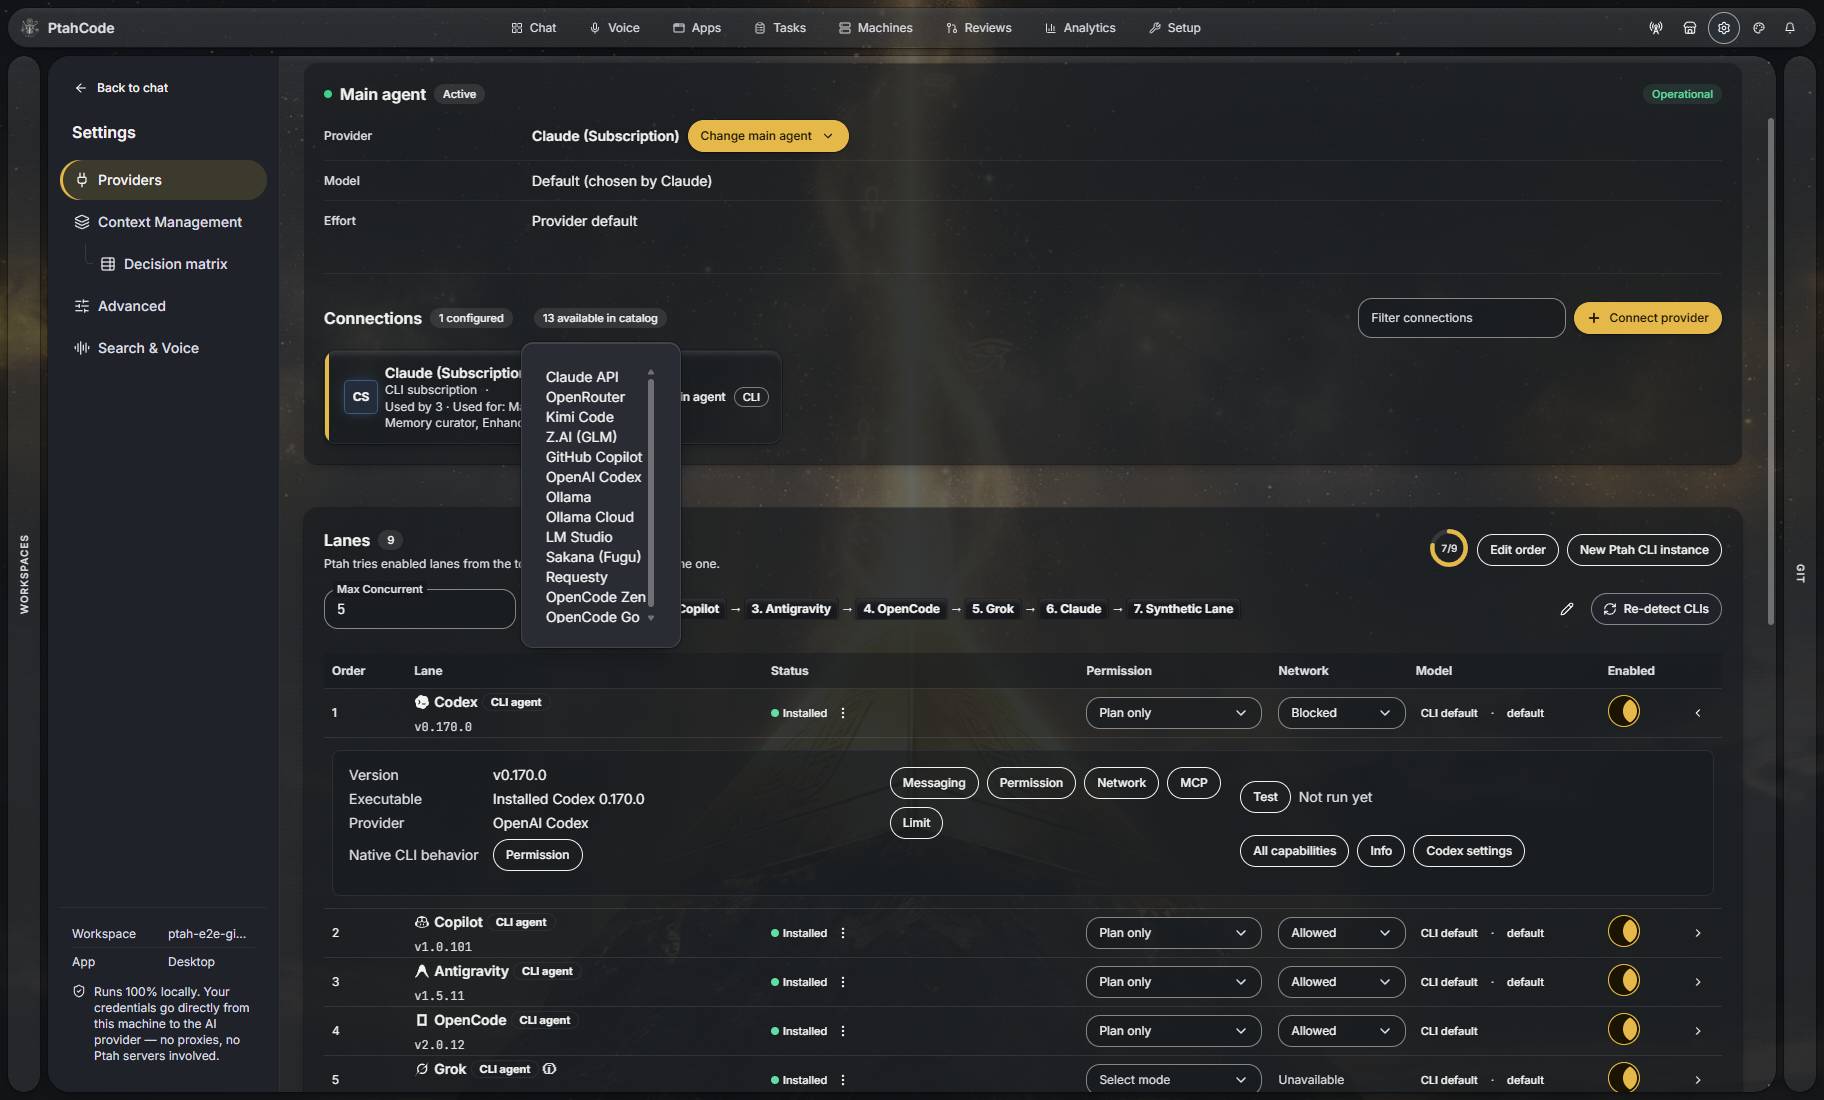 PtahCode
Chat
Voice
Apps
Tasks
Machines
Reviews
Analytics
Setup
WORKSPACES
Back to chat
Settings
Providers
Context Management
Decision matrix
Advanced
Search & Voice
Workspace ptah-e2e-gi...
App Desktop
Runs 100% locally. Your
credentials go directly from
this machine to the AI
provider — no proxies, no
Ptah servers involved.
Main agent Active Operational
Provider Claude (Subscription) Change main agent
Model Default (chosen by Claude)
Effort Provider default
Connections 1 configured 13 available in catalog Filter connections + Connect provider
CS
Claude (Subscription
CLI subscription ·
Used by 3 · Used for: Ma
Memory curator, Enhanc
in agent CLI
Claude API
OpenRouter
Kimi Code
Z.AI (GLM)
GitHub Copilot
OpenAI Codex
Ollama
Ollama Cloud
LM Studio
Sakana (Fugu)
Requesty
OpenCode Zen
OpenCode Go
Lanes 9 7/9 Edit order New Ptah CLI instance
Ptah tries enabled lanes from the to ne one.
Max Concurrent
5
Copilot → 3. Antigravity → 4. OpenCode → 5. Grok → 6. Claude → 7. Synthetic Lane Re-detect CLIs
Order Lane Status Permission Network Model Enabled
1 Codex CLI agent Installed Plan only Blocked CLI default · default
v0.170.0
Version v0.170.0
Executable Installed Codex 0.170.0
Provider OpenAI Codex
Native CLI behavior Permission
Messaging Permission Network MCP
Limit
Test Not run yet
All capabilities Info Codex settings
2 Copilot CLI agent Installed Plan only Allowed CLI default · default
v1.0.101
3 Antigravity CLI agent Installed Plan only Allowed CLI default · default
v1.5.11
4 OpenCode CLI agent Installed Plan only Allowed CLI default
v2.0.12
5 Grok CLI agent Installed Select mode Unavailable CLI default · default
GIT